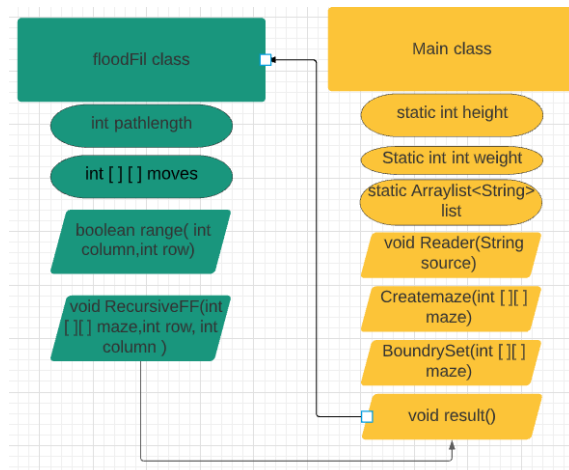 floodFil class
int pathlength
int [ ] [ ] moves
boolean range( int
column,int row)
void RecursiveFF(int
[ ][ ] maze,int row, int
column )
Main class
static int height
Static int int weight
static Arraylist<String>
list
void Reader(String
source)
Createmaze(int [ ][ ]
maze)
BoundrySet(int [ ][ ]
maze)
void result()